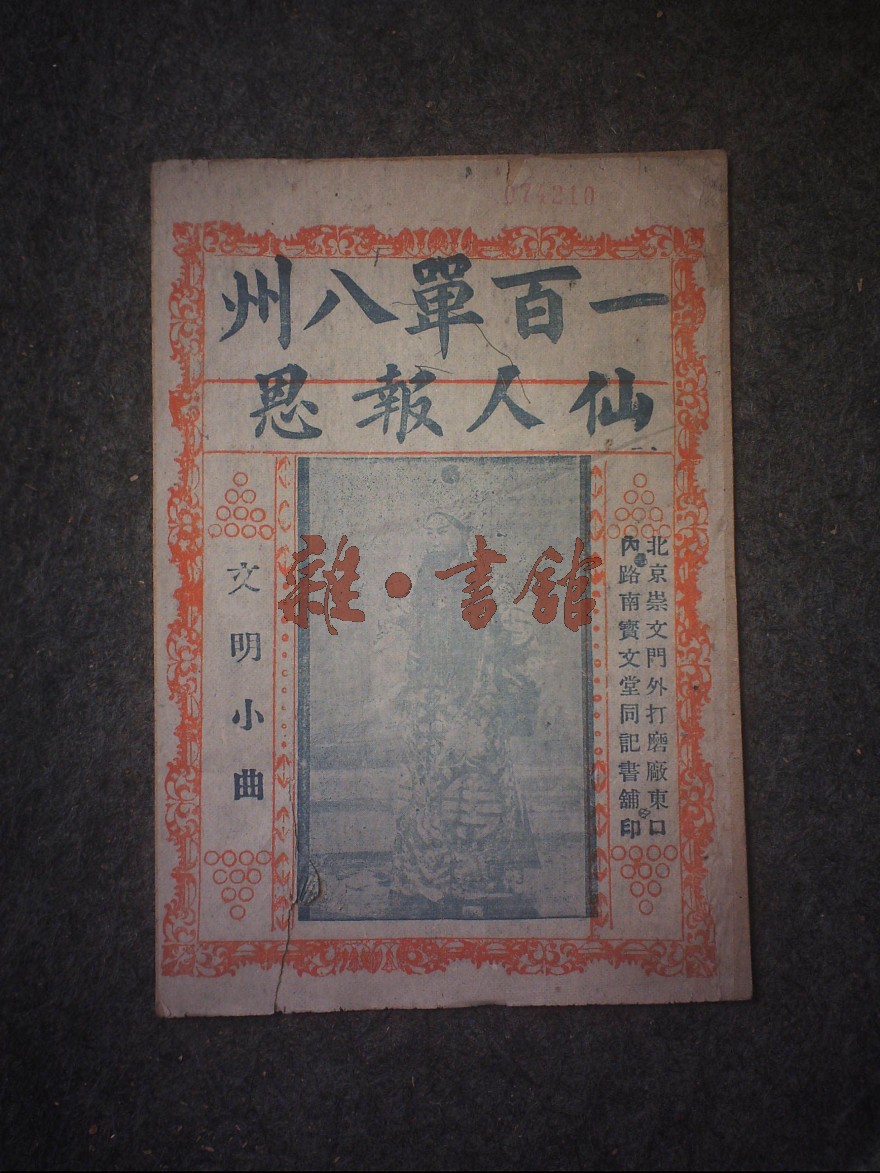 074210
一百單八州
仙人報恩
北京崇文門外打磨廠東口
內路南寶文堂同記書舖印
文明小曲
雜·書館